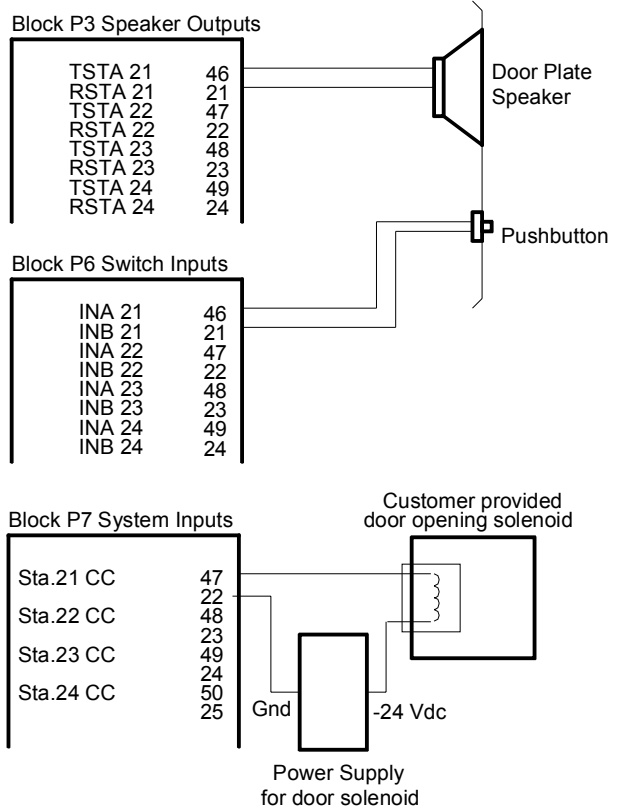 Block P3 Speaker Outputs
TSTA 21 46
RSTA 21 21
TSTA 22 47
RSTA 22 22
TSTA 23 48
RSTA 23 23
TSTA 24 49
RSTA 24 24
Door Plate
Speaker
Pushbutton
Block P6 Switch Inputs
INA 21 46
INB 21 21
INA 22 47
INB 22 22
INA 23 48
INB 23 23
INA 24 49
INB 24 24
Customer provided
door opening solenoid
Block P7 System Inputs
Sta.21 CC 47
22
Sta.22 CC 48
23
Sta.23 CC 49
24
Sta.24 CC 50
25
Gnd
-24 Vdc
Power Supply
for door solenoid